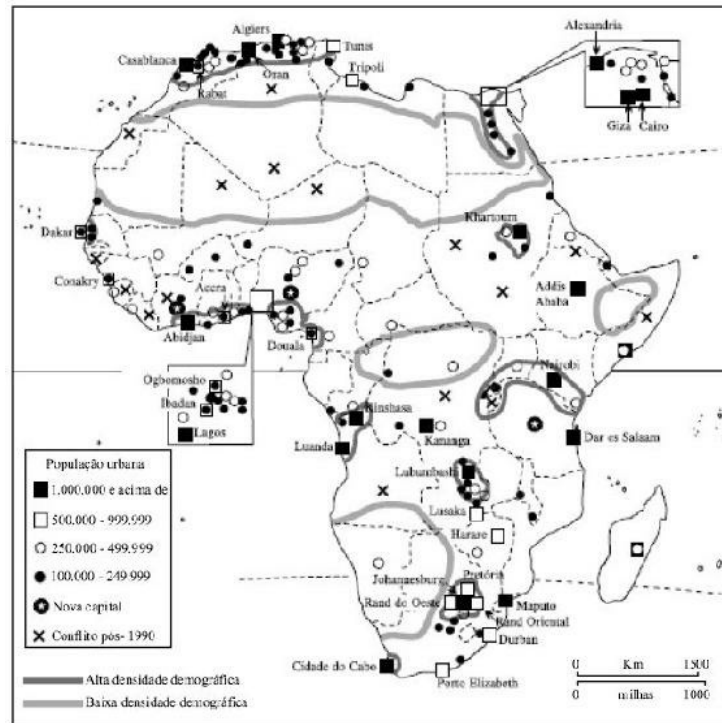 Alexandria
Algiers
Tunis
Casablanca
Oran
Tripoli
Rabat
Giza Cairo
Khartoum
Dakar
Conakry
Accra
Addis
Ababa
Abidjan
Douala
Nairobi
Ogbomosho
Ibadan
Lagos
Kinshasa
Luanda
Kananga
Dar es Salaam
Lubumbashi
Lusaka
Harare
Pretória
Johannesburg
Rand do Oeste
Maputo
Rand Oriental
Durban
Cidade do Cabo
Porto Elizabeth
População urbana
1.000.000 e acima de
500.000 - 999.999
250.000 - 499.999
100.000 - 249.999
Nova capital
Conflito pós- 1990
Alta densidade demográfica
Baixa densidade demográfica
0 Km 1500
0 milhas 1000